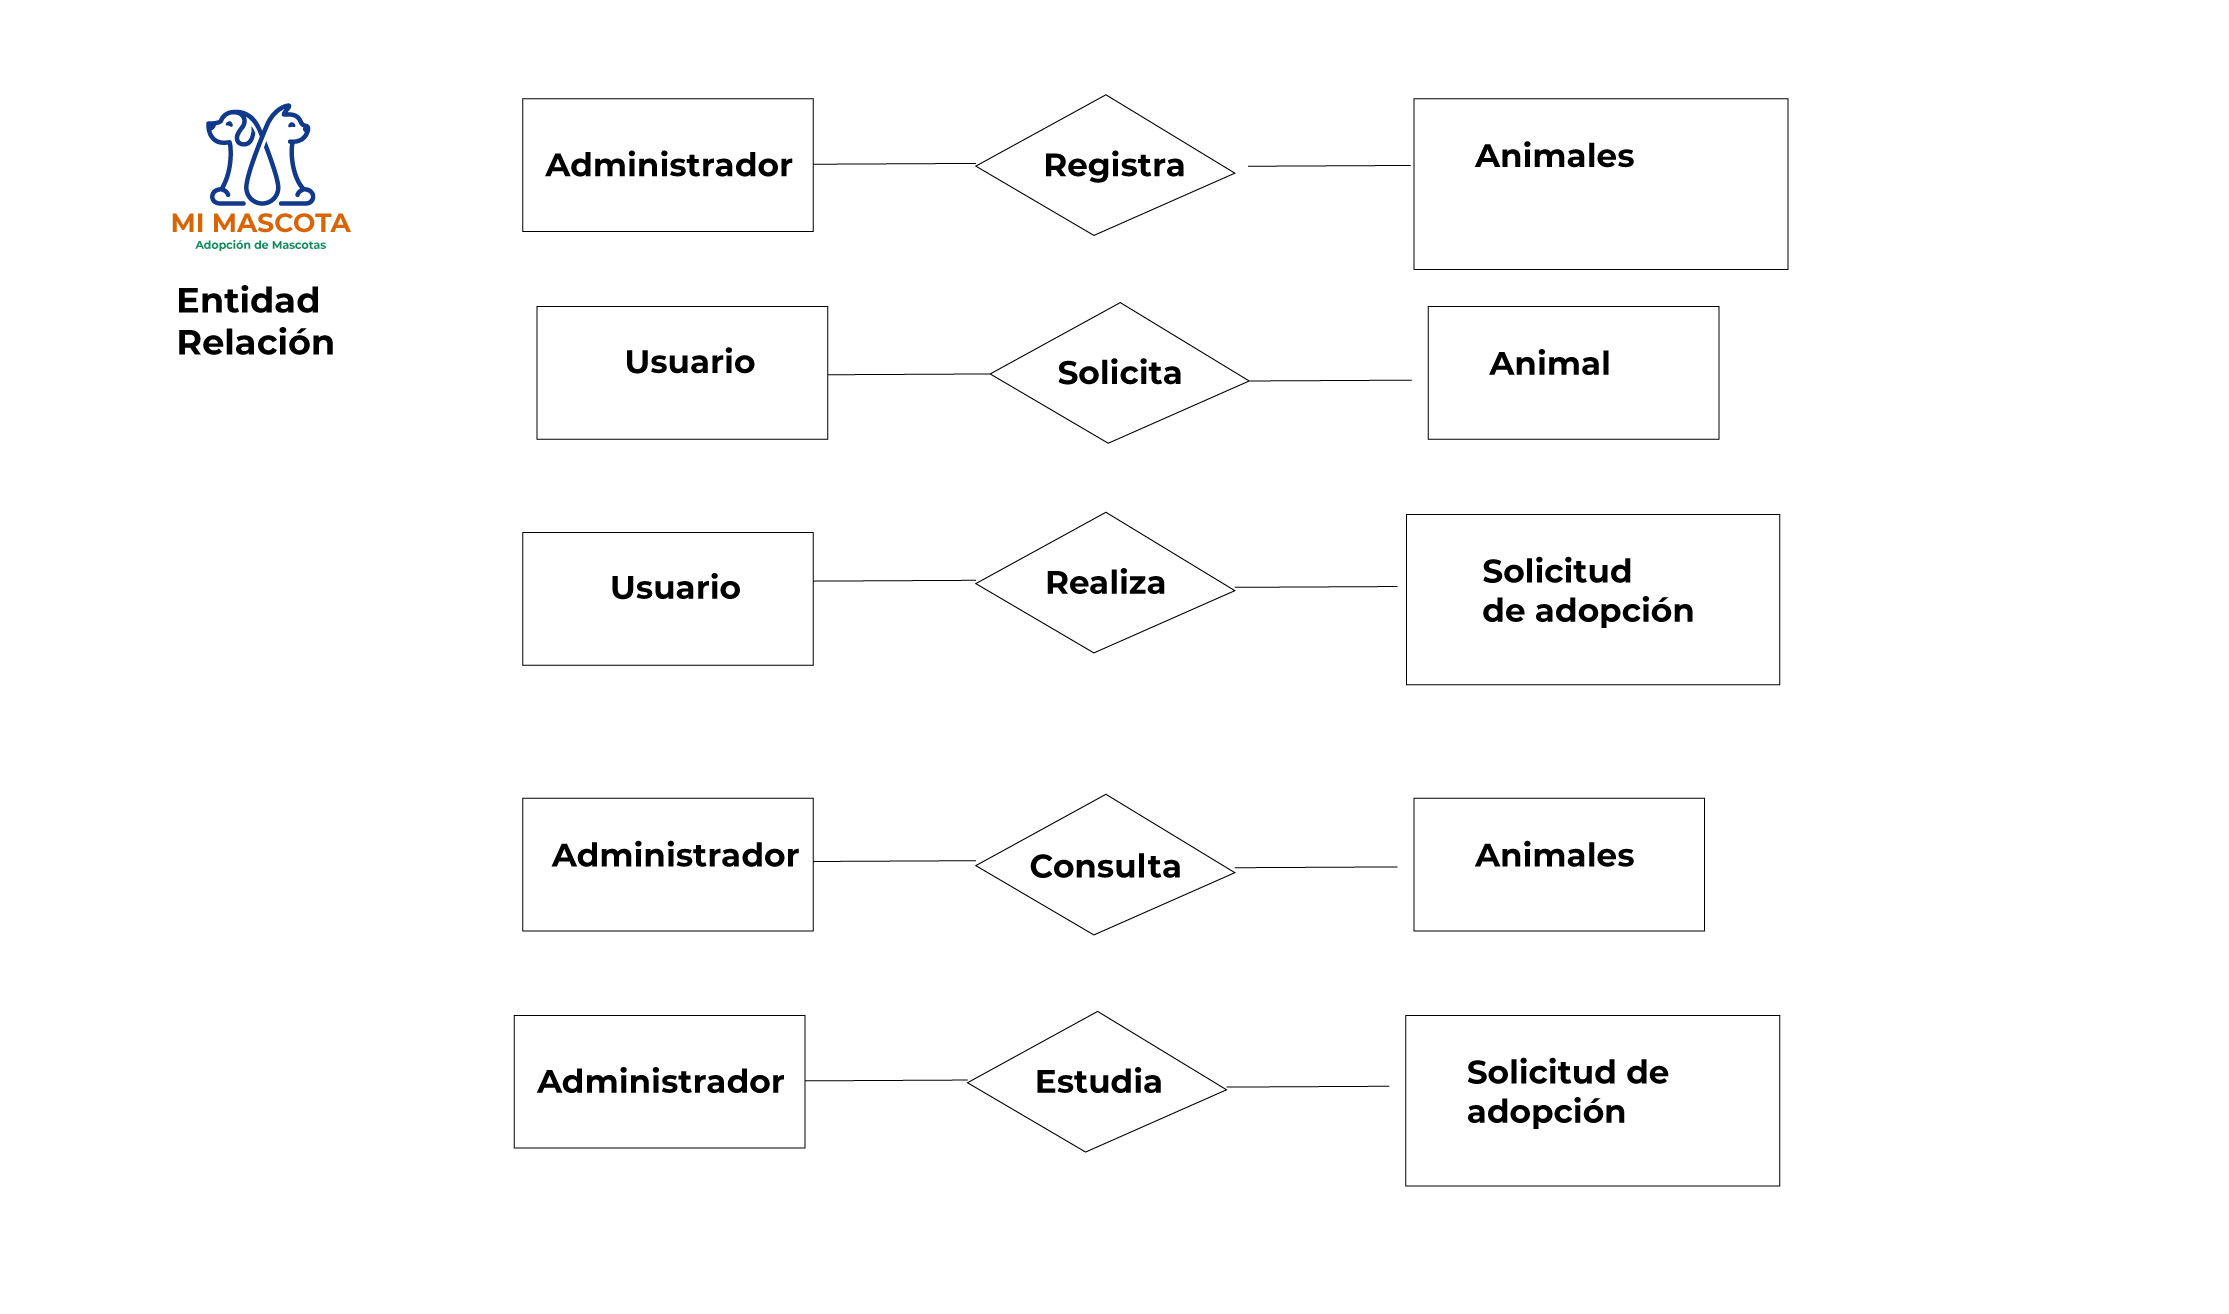 MI MASCOTA
Adopción de Mascotas
Entidad
Relación
Administrador
Registra
Animales
Usuario
Solicita
Animal
Usuario
Realiza
Solicitud
de adopción
Administrador
Consulta
Animales
Administrador
Estudia
Solicitud de
adopción